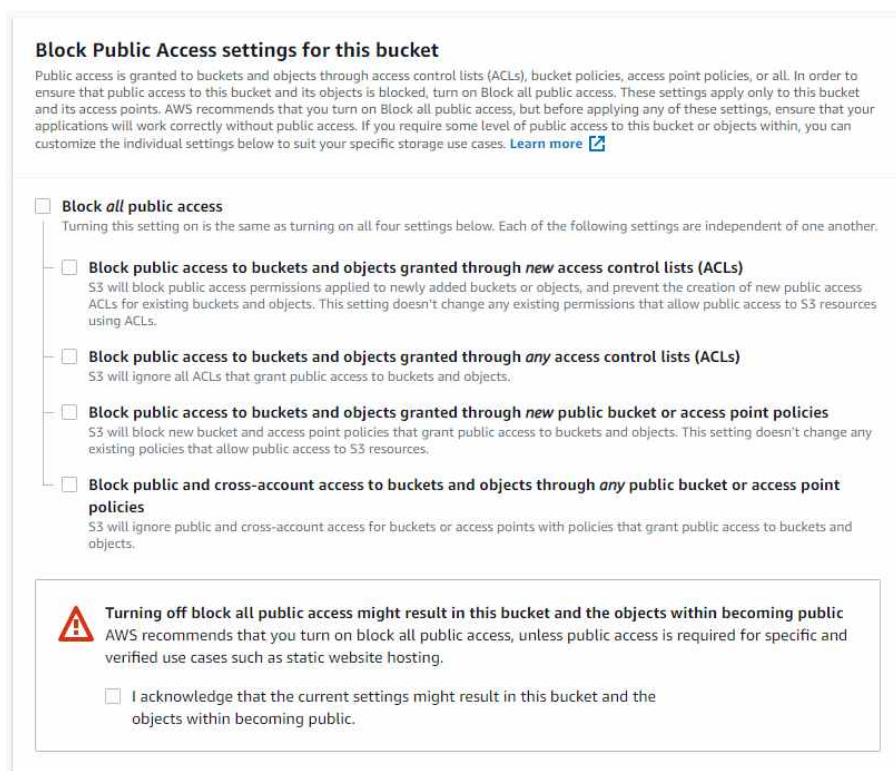 Block Public Access settings for this bucket
Public access is granted to buckets and objects through access control lists (ACLs), bucket policies, access point policies, or all. In order to
ensure that public access to this bucket and its objects is blocked, turn on Block all public access. These settings apply only to this bucket
and its access points. AWS recommends that you turn on Block all public access, but before applying any of these settings, ensure that your
applications will work correctly without public access. If you require some level of public access to this bucket or objects within, you can
customize the individual settings below to suit your specific storage use cases. Learn more
Block all public access
Turning this setting on is the same as turning on all four settings below. Each of the following settings are independent of one another.
Block public access to buckets and objects granted through new access control lists (ACLs)
S3 will block public access permissions applied to newly added buckets or objects, and prevent the creation of new public access
ACLs for existing buckets and objects. This setting doesn't change any existing permissions that allow public access to S3 resources
using ACLs.
Block public access to buckets and objects granted through any access control lists (ACLs)
S3 will ignore all ACLs that grant public access to buckets and objects.
Block public access to buckets and objects granted through new public bucket or access point policies
S3 will block new bucket and access point policies that grant public access to buckets and objects. This setting doesn't change any
existing policies that allow public access to S3 resources.
Block public and cross-account access to buckets and objects through any public bucket or access point
policies
S3 will ignore public and cross-account access for buckets or access points with policies that grant public access to buckets and
objects.
Turning off block all public access might result in this bucket and the objects within becoming public
AWS recommends that you turn on block all public access, unless public access is required for specific and
verified use cases such as static website hosting.
I acknowledge that the current settings might result in this bucket and the
objects within becoming public.